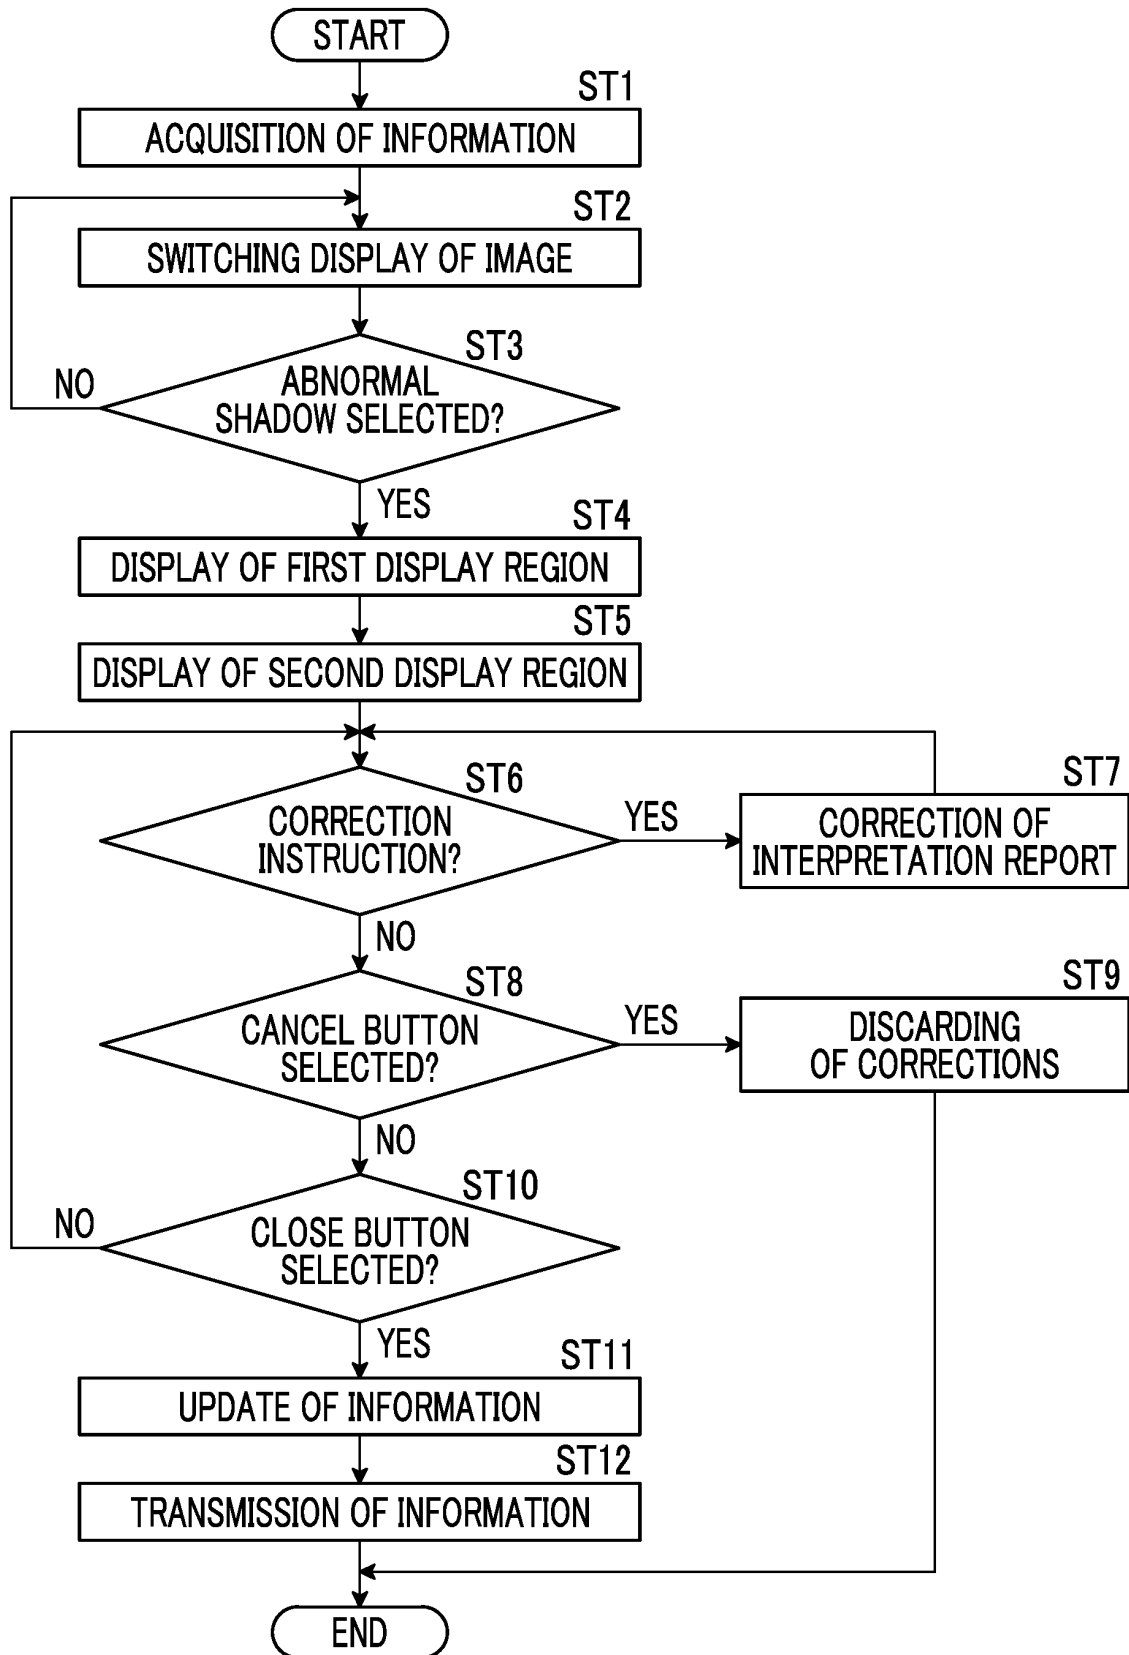 START
ST1
ACQUISITION OF INFORMATION
ST2
SWITCHING DISPLAY OF IMAGE
ST3
ABNORMAL
SHADOW SELECTED?
NO
YES
ST4
DISPLAY OF FIRST DISPLAY REGION
ST5
DISPLAY OF SECOND DISPLAY REGION
ST6
CORRECTION
INSTRUCTION?
YES
ST7
CORRECTION OF
INTERPRETATION REPORT
NO
ST8
CANCEL BUTTON
SELECTED?
YES
ST9
DISCARDING
OF CORRECTIONS
NO
ST10
CLOSE BUTTON
SELECTED?
NO
YES
ST11
UPDATE OF INFORMATION
ST12
TRANSMISSION OF INFORMATION
END